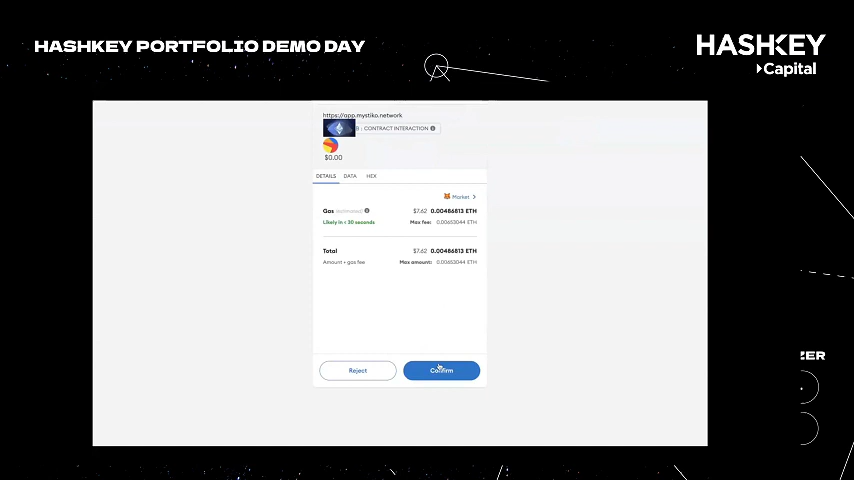 HASHKEY PORTFOLIO DEMO DAY
HASHKEY
Capital
https://app.mystiko.network
CONTRACT INTERACTION
$0.00
DETAILS DATA HEX
Market
Gas (estimated) $7.62 0.00486813 ETH
Likely in < 30 seconds Max fee: 0.00653044 ETH
Total $7.62 0.00486813 ETH
Amount + gas fee Max amount: 0.00653044 ETH
Reject Confirm